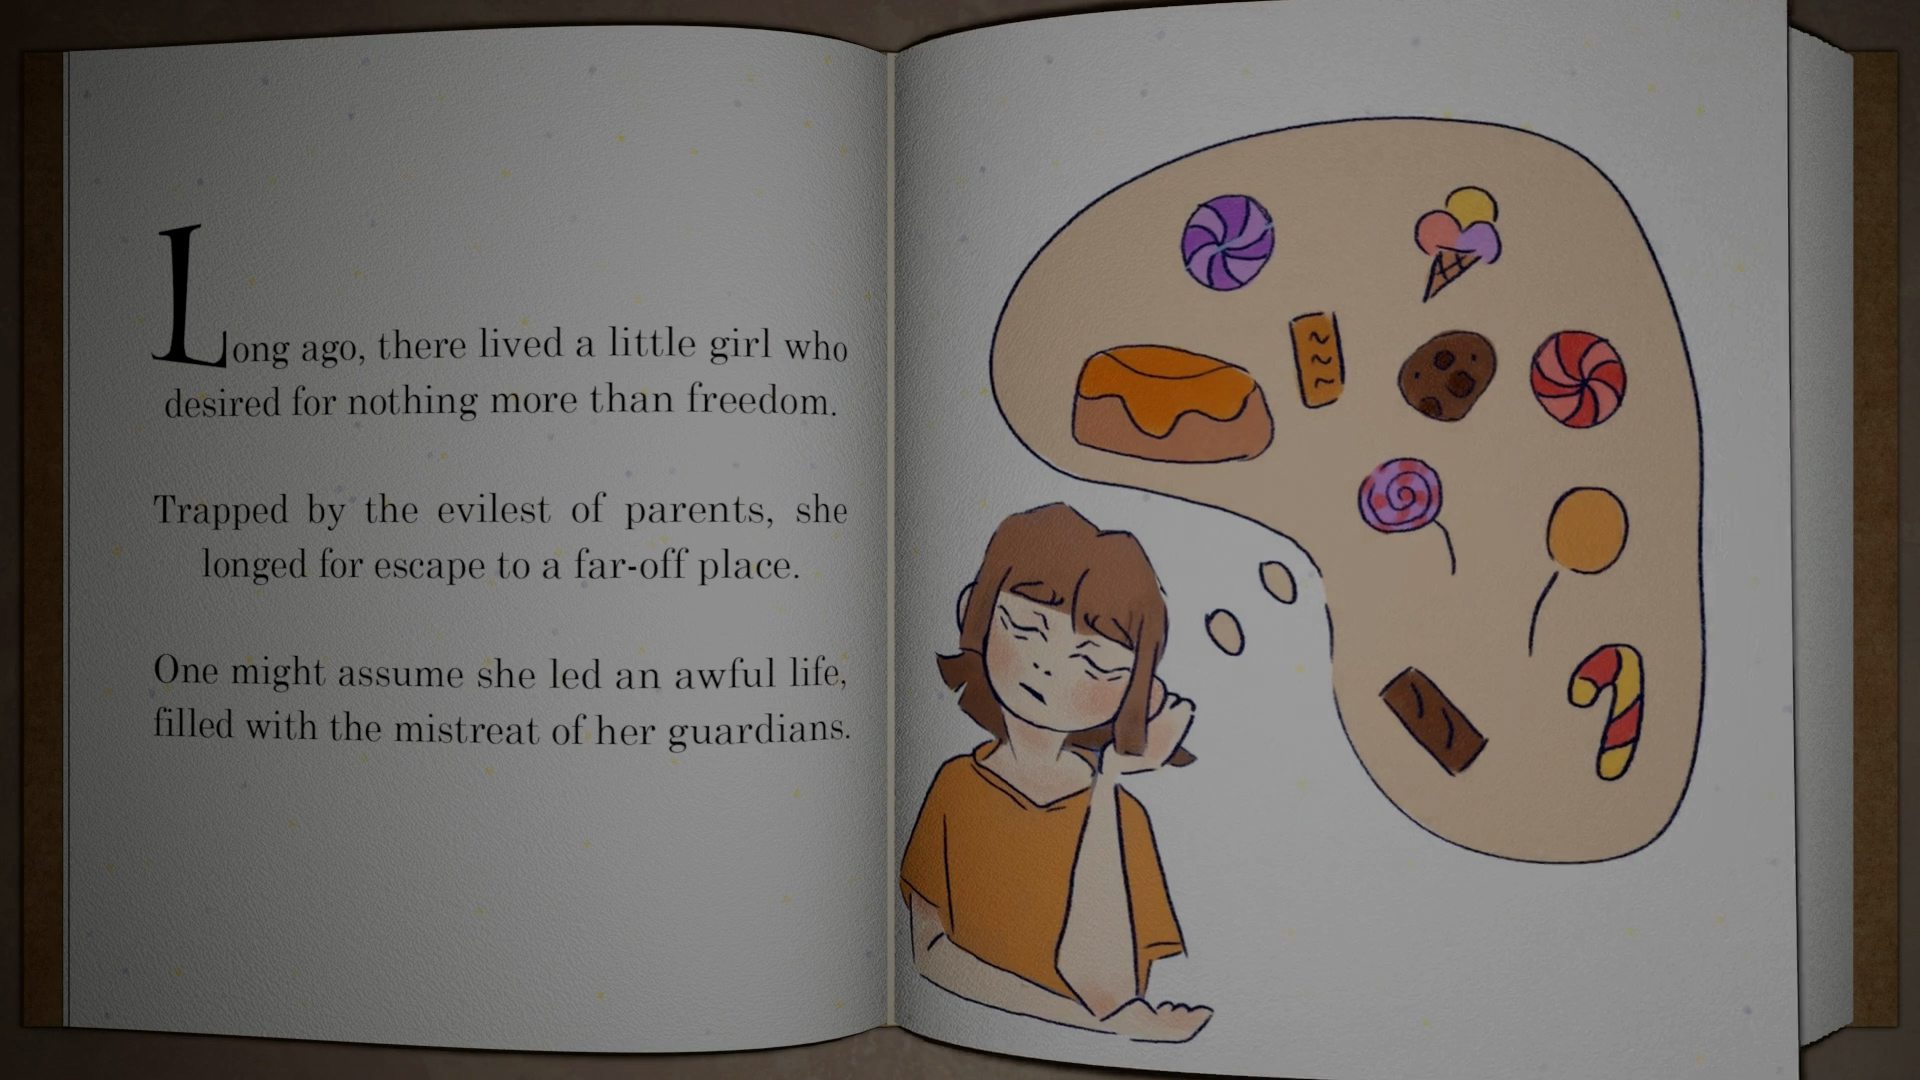 Long ago, there lived a little girl who
desired for nothing more than freedom.
Trapped by the evilest of parents, she
longed for escape to a far-off place.
One might assume she led an awful life,
filled with the mistreat of her guardians.